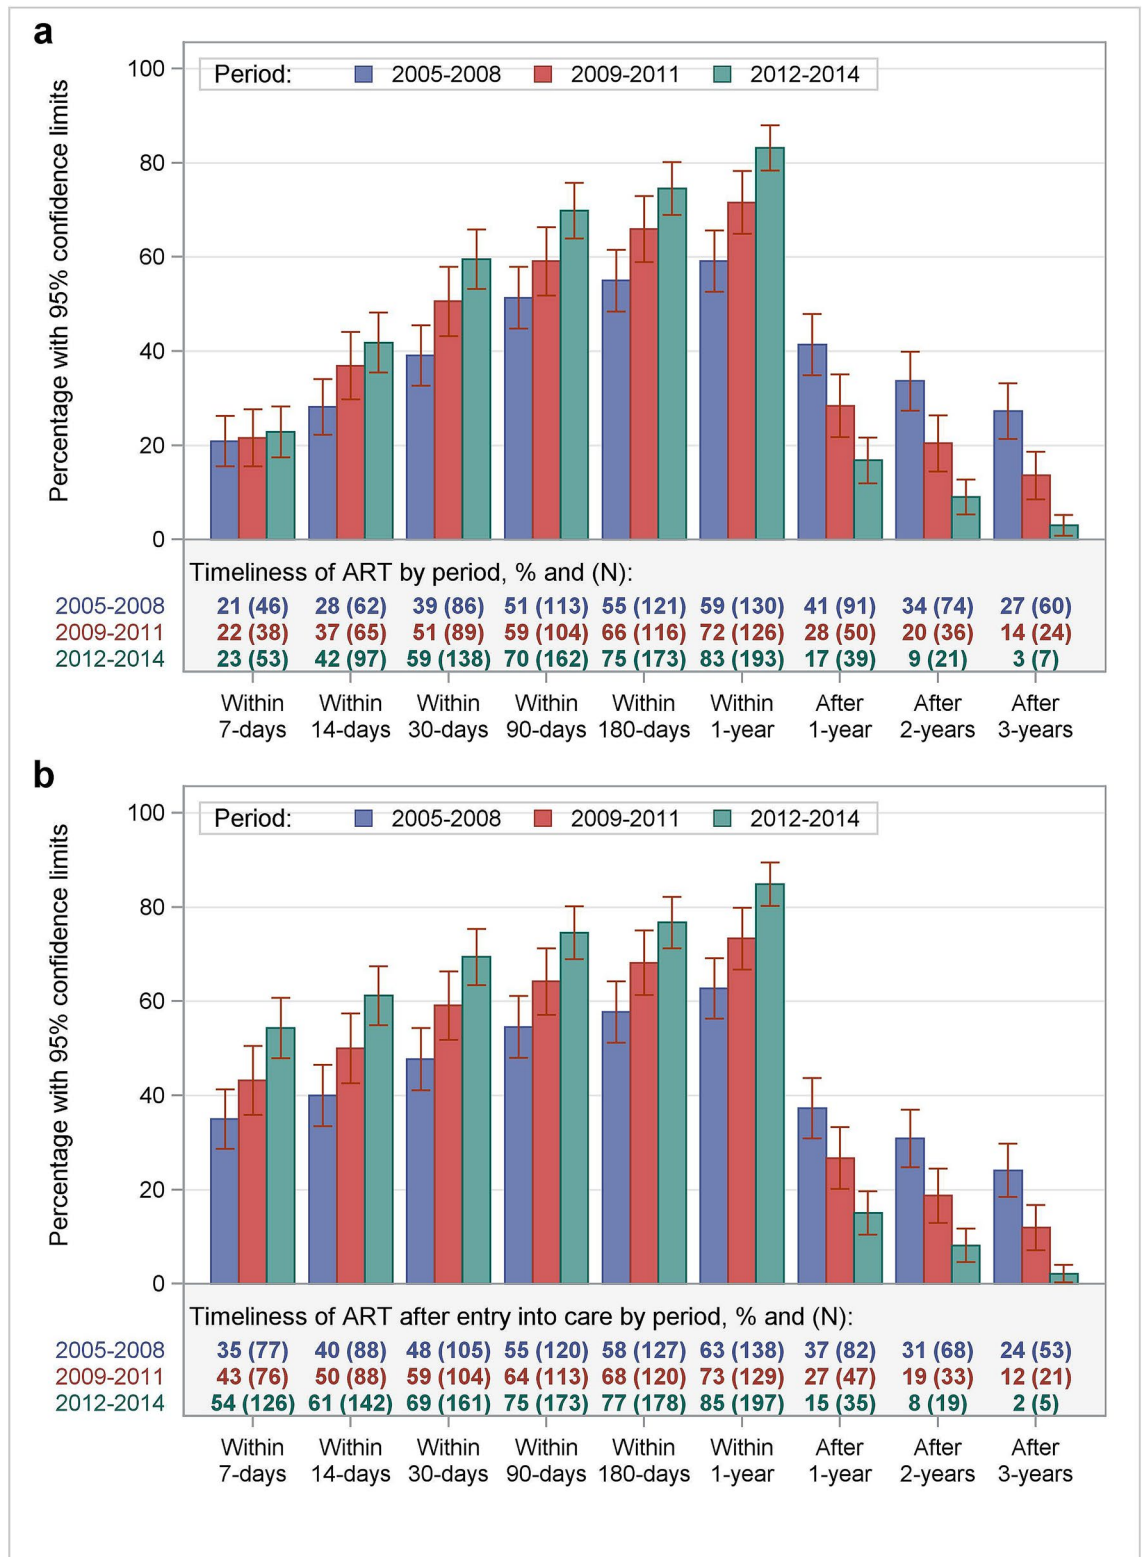 a
Percentage with 95% confidence limits
Period: 2005-2008 2009-2011 2012-2014
100
80
60
40
20
0
Timeliness of ART by period, % and (N):
2005-2008 21 (46) 28 (62) 39 (86) 51 (113) 55 (121) 59 (130) 41 (91) 34 (74) 27 (60)
2009-2011 22 (38) 37 (65) 51 (89) 59 (104) 66 (116) 72 (126) 28 (50) 20 (36) 14 (24)
2012-2014 23 (53) 42 (97) 59 (138) 70 (162) 75 (173) 83 (193) 17 (39) 9 (21) 3 (7)
Within Within Within Within Within Within After After After
7-days 14-days 30-days 90-days 180-days 1-year 1-year 2-years 3-years
b
Percentage with 95% confidence limits
Period: 2005-2008 2009-2011 2012-2014
100
80
60
40
20
0
Timeliness of ART after entry into care by period, % and (N):
2005-2008 35 (77) 40 (88) 48 (105) 55 (120) 58 (127) 63 (138) 37 (82) 31 (68) 24 (53)
2009-2011 43 (76) 50 (88) 59 (104) 64 (113) 68 (120) 73 (129) 27 (47) 19 (33) 12 (21)
2012-2014 54 (126) 61 (142) 69 (161) 75 (173) 77 (178) 85 (197) 15 (35) 8 (19) 2 (5)
Within Within Within Within Within Within After After After
7-days 14-days 30-days 90-days 180-days 1-year 1-year 2-years 3-years